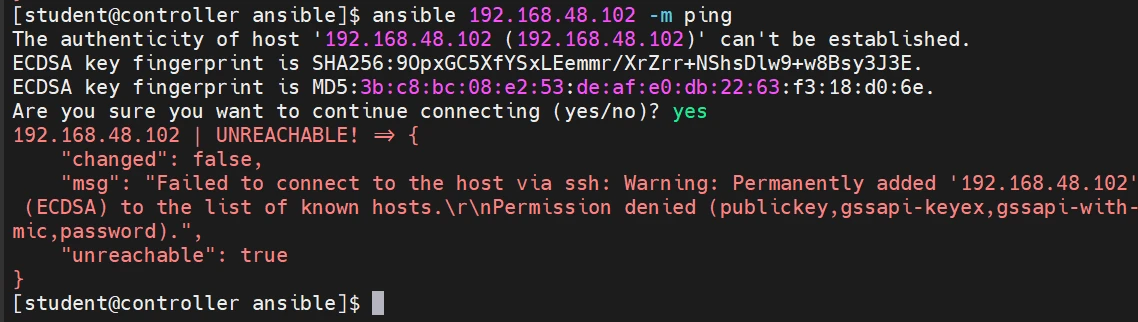 [student@controller ansible]$ ansible 192.168.48.102 -m ping
The authenticity of host '192.168.48.102 (192.168.48.102)' can't be established.
ECDSA key fingerprint is SHA256:9OpxGC5XfYSxLEemmr/XrZrr+NShsDlw9+w8Bsy3J3E.
ECDSA key fingerprint is MD5:3b:c8:bc:08:e2:53:de:af:e0:db:22:63:f3:18:d0:6e.
Are you sure you want to continue connecting (yes/no)? yes
192.168.48.102 | UNREACHABLE! => {
    "changed": false,
    "msg": "Failed to connect to the host via ssh: Warning: Permanently added '192.168.48.102'
 (ECDSA) to the list of known hosts.\r\nPermission denied (publickey,gssapi-keyex,gssapi-with-
mic,password).",
    "unreachable": true
}
[student@controller ansible]$